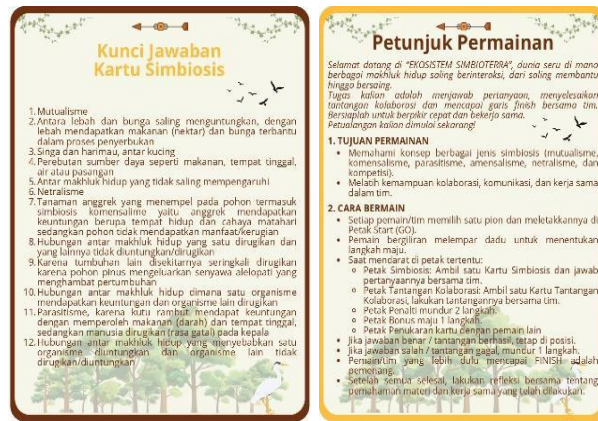 Kunci Jawaban
Kartu Simbiosis
1. Mutualisme
2. Antara lebah dan bunga saling menguntungkan, dengan
lebah mendapatkan makanan (nektar) dan bunga terbantu
dalam proses penyerbukan
3. Singa dan harimau, antar kucing
4. Perebutan sumber daya seperti makanan, tempat tinggal,
air atau pasangan
5. Antar makhluk hidup yang tidak saling mempengaruhi
6. Netralisme
7. Tanaman anggrek yang menempel pada pohon termasuk
simbiosis komensalime yaitu anggrek mendapatkan
keuntungan berupa tempat hidup dan cahaya matahari
sedangkan pohon tidak mendapatkan manfaat/kerugian
8. Hubungan antar makhluk hidup yang satu dirugikan dan
yang lainnya tidak diuntungkan/dirugikan
9. Karena tumbuhan lain disekitarnya seringkali dirugikan
karena pohon pinus mengeluarkan senyawa alelopati yang
menghambat pertumbuhan
10. Hubungan antar makhluk hidup dimana satu organisme
mendapatkan keuntungan dan organisme lain dirugikan
11. Parasitisme, karena kutu rambut mendapat keuntungan
dengan memperoleh makanan (darah) dan tempat tinggal,
sedangkan manusia dirugikan (rasa gatal) pada kepala
12. Hubungan antar makhluk hidup yang menyebabkan satu
organisme diuntungkan dan organisme lain tidak
dirugikan/diuntungkan
Petunjuk Permainan
Selamat datang di "EKOSISTEM SIMBIOTERRA", dunia seru di mana
berbagai makhluk hidup saling berinteraksi, dari saling membantu
hingga bersaing.
Tugas kalian adalah menjawab pertanyaan, menyelesaikan
tantangan kolaborasi dan mencapai garis finish bersama tim.
Bersiaplah untuk berpikir cepat dan bekerja sama.
Petualangan kalian dimulai sekarang!
1. TUJUAN PERMAINAN
• Memahami konsep berbagai jenis simbiosis (mutualisme,
komensalisme, parasitisme, amensalisme, netralisme, dan
kompetisi).
• Melatih kemampuan kolaborasi, komunikasi, dan kerja sama
dalam tim.
2. CARA BERMAIN
• Setiap pemain/tim memilih satu pion dan meletakkannya di
Petak Start (GO).
• Pemain bergiliran melempar dadu untuk menentukan
langkah maju.
• Saat mendarat di petak tertentu:
o Petak Simbiosis: Ambil satu Kartu Simbiosis dan jawab
pertanyaannya bersama tim.
o Petak Tantangan Kolaborasi: Ambil satu Kartu Tantangan
Kolaborasi, lakukan tantangannya bersama tim.
o Petak Penalti mundur 2 langkah.
o Petak Bonus maju 1 langkah.
o Petak Penukaran kartu dengan pemain lain
• Jika jawaban benar / tantangan berhasil, tetap di posisi.
• Jika jawaban salah / tantangan gagal, mundur 1 langkah.
• Pemain/tim yang lebih dulu mencapai FINISH adalah
pemenang.
• Setelah semua selesai, lakukan refleksi bersama tentang
pemahaman materi dan kerja sama yang telah dilakukan.